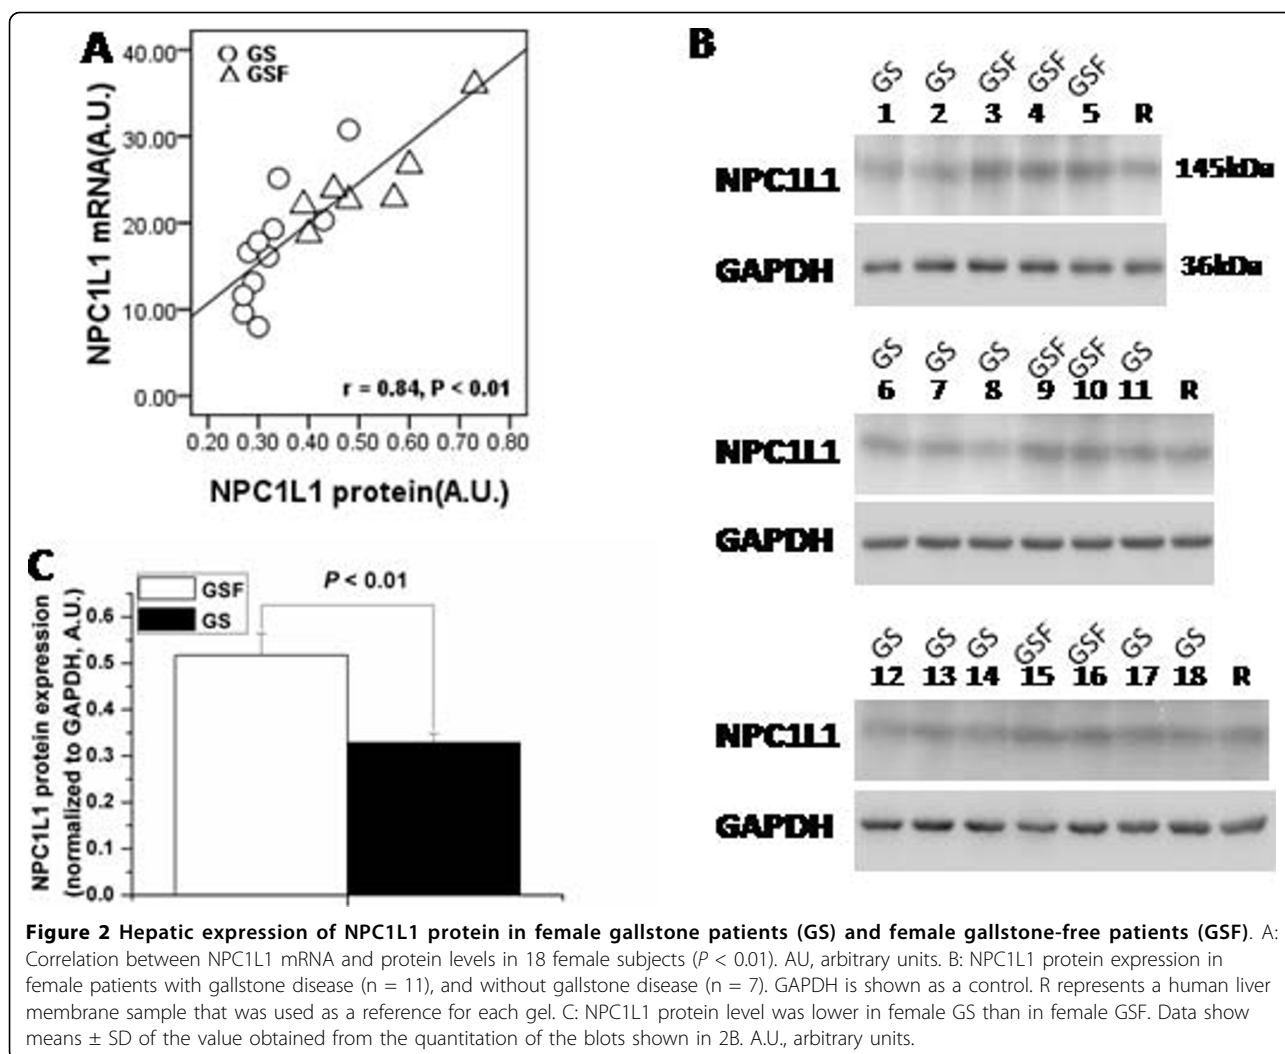 A
GS
GSF
40.00
30.00
20.00
10.00
0.00
NPC1L1 mRNA(A.U.)
r = 0.84, P < 0.01
0.20 0.30 0.40 0.50 0.60 0.70 0.80
NPC1L1 protein(A.U.)
B
GS GS GSF GSF GSF
1 2 3 4 5 R
NPC1L1 145kDa
GAPDH 36kDa
GS GS GS GSF GSF GS
6 7 8 9 10 11 R
NPC1L1
GAPDH
GS GS GS GSF GSF GS GS
12 13 14 15 16 17 18 R
NPC1L1
GAPDH
C
GSF
GS
P < 0.01
NPC1L1 protein expression
(normalized to GAPDH, A.U.)
0.6
0.5
0.4
0.3
0.2
0.1
0.0
Figure 2 Hepatic expression of NPC1L1 protein in female gallstone patients (GS) and female gallstone-free patients (GSF). A:
Correlation between NPC1L1 mRNA and protein levels in 18 female subjects (P < 0.01). AU, arbitrary units. B: NPC1L1 protein expression in
female patients with gallstone disease (n = 11), and without gallstone disease (n = 7). GAPDH is shown as a control. R represents a human liver
membrane sample that was used as a reference for each gel. C: NPC1L1 protein level was lower in female GS than in female GSF. Data show
means ± SD of the value obtained from the quantitation of the blots shown in 2B. A.U., arbitrary units.